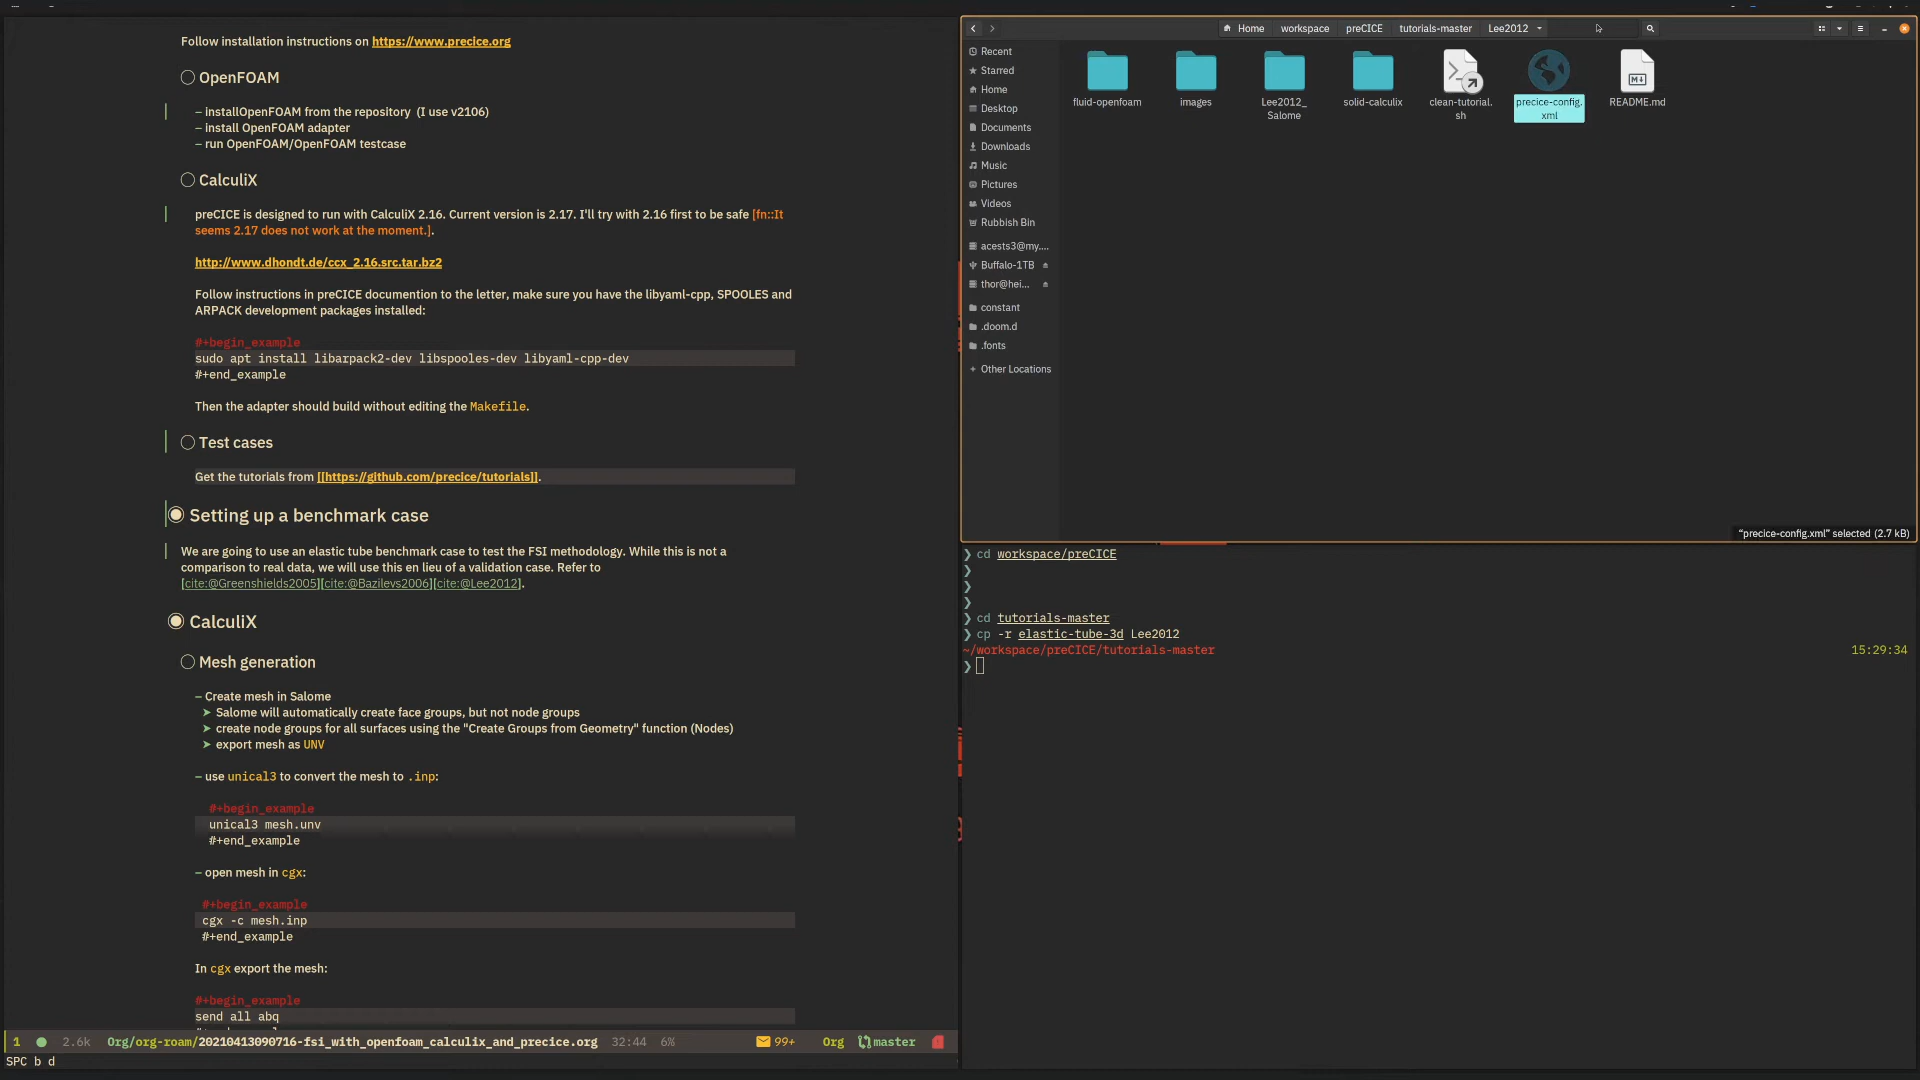 Follow installation instructions on https://www.precice.org
OpenFOAM
– installOpenFOAM from the repository (I use v2106)
– install OpenFOAM adapter
– run OpenFOAM/OpenFOAM testcase
CalculiX
preCICE is designed to run with CalculiX 2.16. Current version is 2.17. I'll try with 2.16 first to be safe [fn::It
seems 2.17 does not work at the moment.].
http://www.dhondt.de/ccx_2.16.src.tar.bz2
Follow instructions in preCICE documention to the letter, make sure you have the libyaml-cpp, SPOOLES and
ARPACK development packages installed:
#+begin_example
sudo apt install libarpack2-dev libspooles-dev libyaml-cpp-dev
#+end_example
Then the adapter should build without editing the Makefile.
Test cases
Get the tutorials from [[https://github.com/precice/tutorials]].
Setting up a benchmark case
We are going to use an elastic tube benchmark case to test the FSI methodology. While this is not a
comparison to real data, we will use this en lieu of a validation case. Refer to
[cite:@Greenshields2005][cite:@Bazilevs2006][cite:@Lee2012].
CalculiX
Mesh generation
– Create mesh in Salome
➤ Salome will automatically create face groups, but not node groups
➤ create node groups for all surfaces using the "Create Groups from Geometry" function (Nodes)
➤ export mesh as UNV
– use unical3 to convert the mesh to .inp:
#+begin_example
unical3 mesh.unv
#+end_example
– open mesh in cgx:
#+begin_example
cgx -c mesh.inp
#+end_example
In cgx export the mesh:
#+begin_example
send all abq
1 2.6k Org/org-roam/20210413090716-fsi_with_openfoam_calculix_and_precice.org 32:44 6% 99+ Org master
SPC b d
Home workspace preCICE tutorials-master Lee2012
Recent
Starred
Home
Desktop
Documents
Downloads
Music
Pictures
Videos
Rubbish Bin
acests3@my....
Buffalo-1TB
thor@hei...
constant
.doom.d
.fonts
+ Other Locations
fluid-openfoam
images
Lee2012_
Salome
solid-calculix
clean-tutorial.
sh
precice-config.
xml
README.md
"precice-config.xml" selected (2.7 kB)
❯ cd workspace/preCICE
❯
❯
❯
❯ cd tutorials-master
❯ cp -r elastic-tube-3d Lee2012
~/workspace/preCICE/tutorials-master 15:29:34
❯